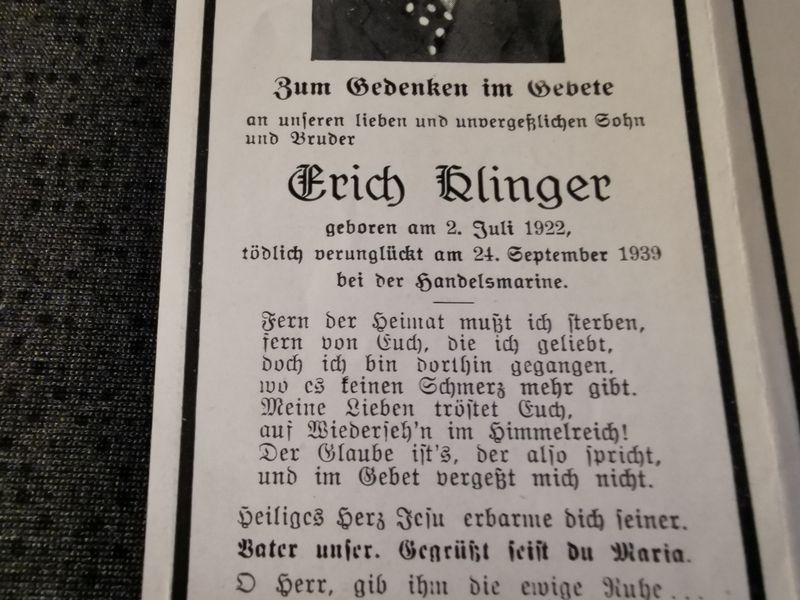 Zum Gedenken im Gebete
an unseren lieben und unvergeßlichen Sohn
und Bruder
Erich Klinger
geboren am 2. Juli 1922,
tödlich verunglückt am 24. September 1939
bei der Handelsmarine.
Fern der Heimat mußt ich sterben,
fern von Euch, die ich geliebt,
doch ich bin dorthin gegangen,
wo es keinen Schmerz mehr gibt.
Meine Lieben tröstet Euch,
auf Wiederseh'n im Himmelreich!
Der Glaube ist's, der also spricht,
und im Gebet vergeßt mich nicht.
Heiliges Herz Jesu erbarme dich seiner.
Vater unser. Gegrüßt seist du Maria.
O Herr, gib ihm die ewige Ruhe...